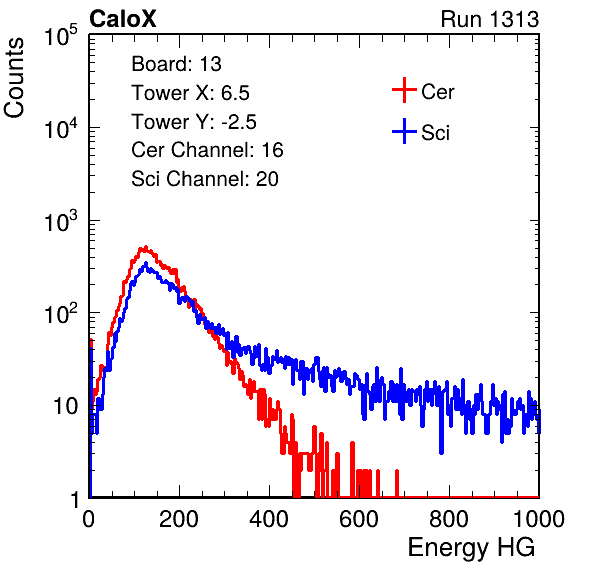 CaloX Run 1313
Counts
10^5
10^4
10^3
10^2
10
1
Board: 13
Tower X: 6.5
Tower Y: -2.5
Cer Channel: 16
Sci Channel: 20
Cer
Sci
0 200 400 600 800 1000
Energy HG